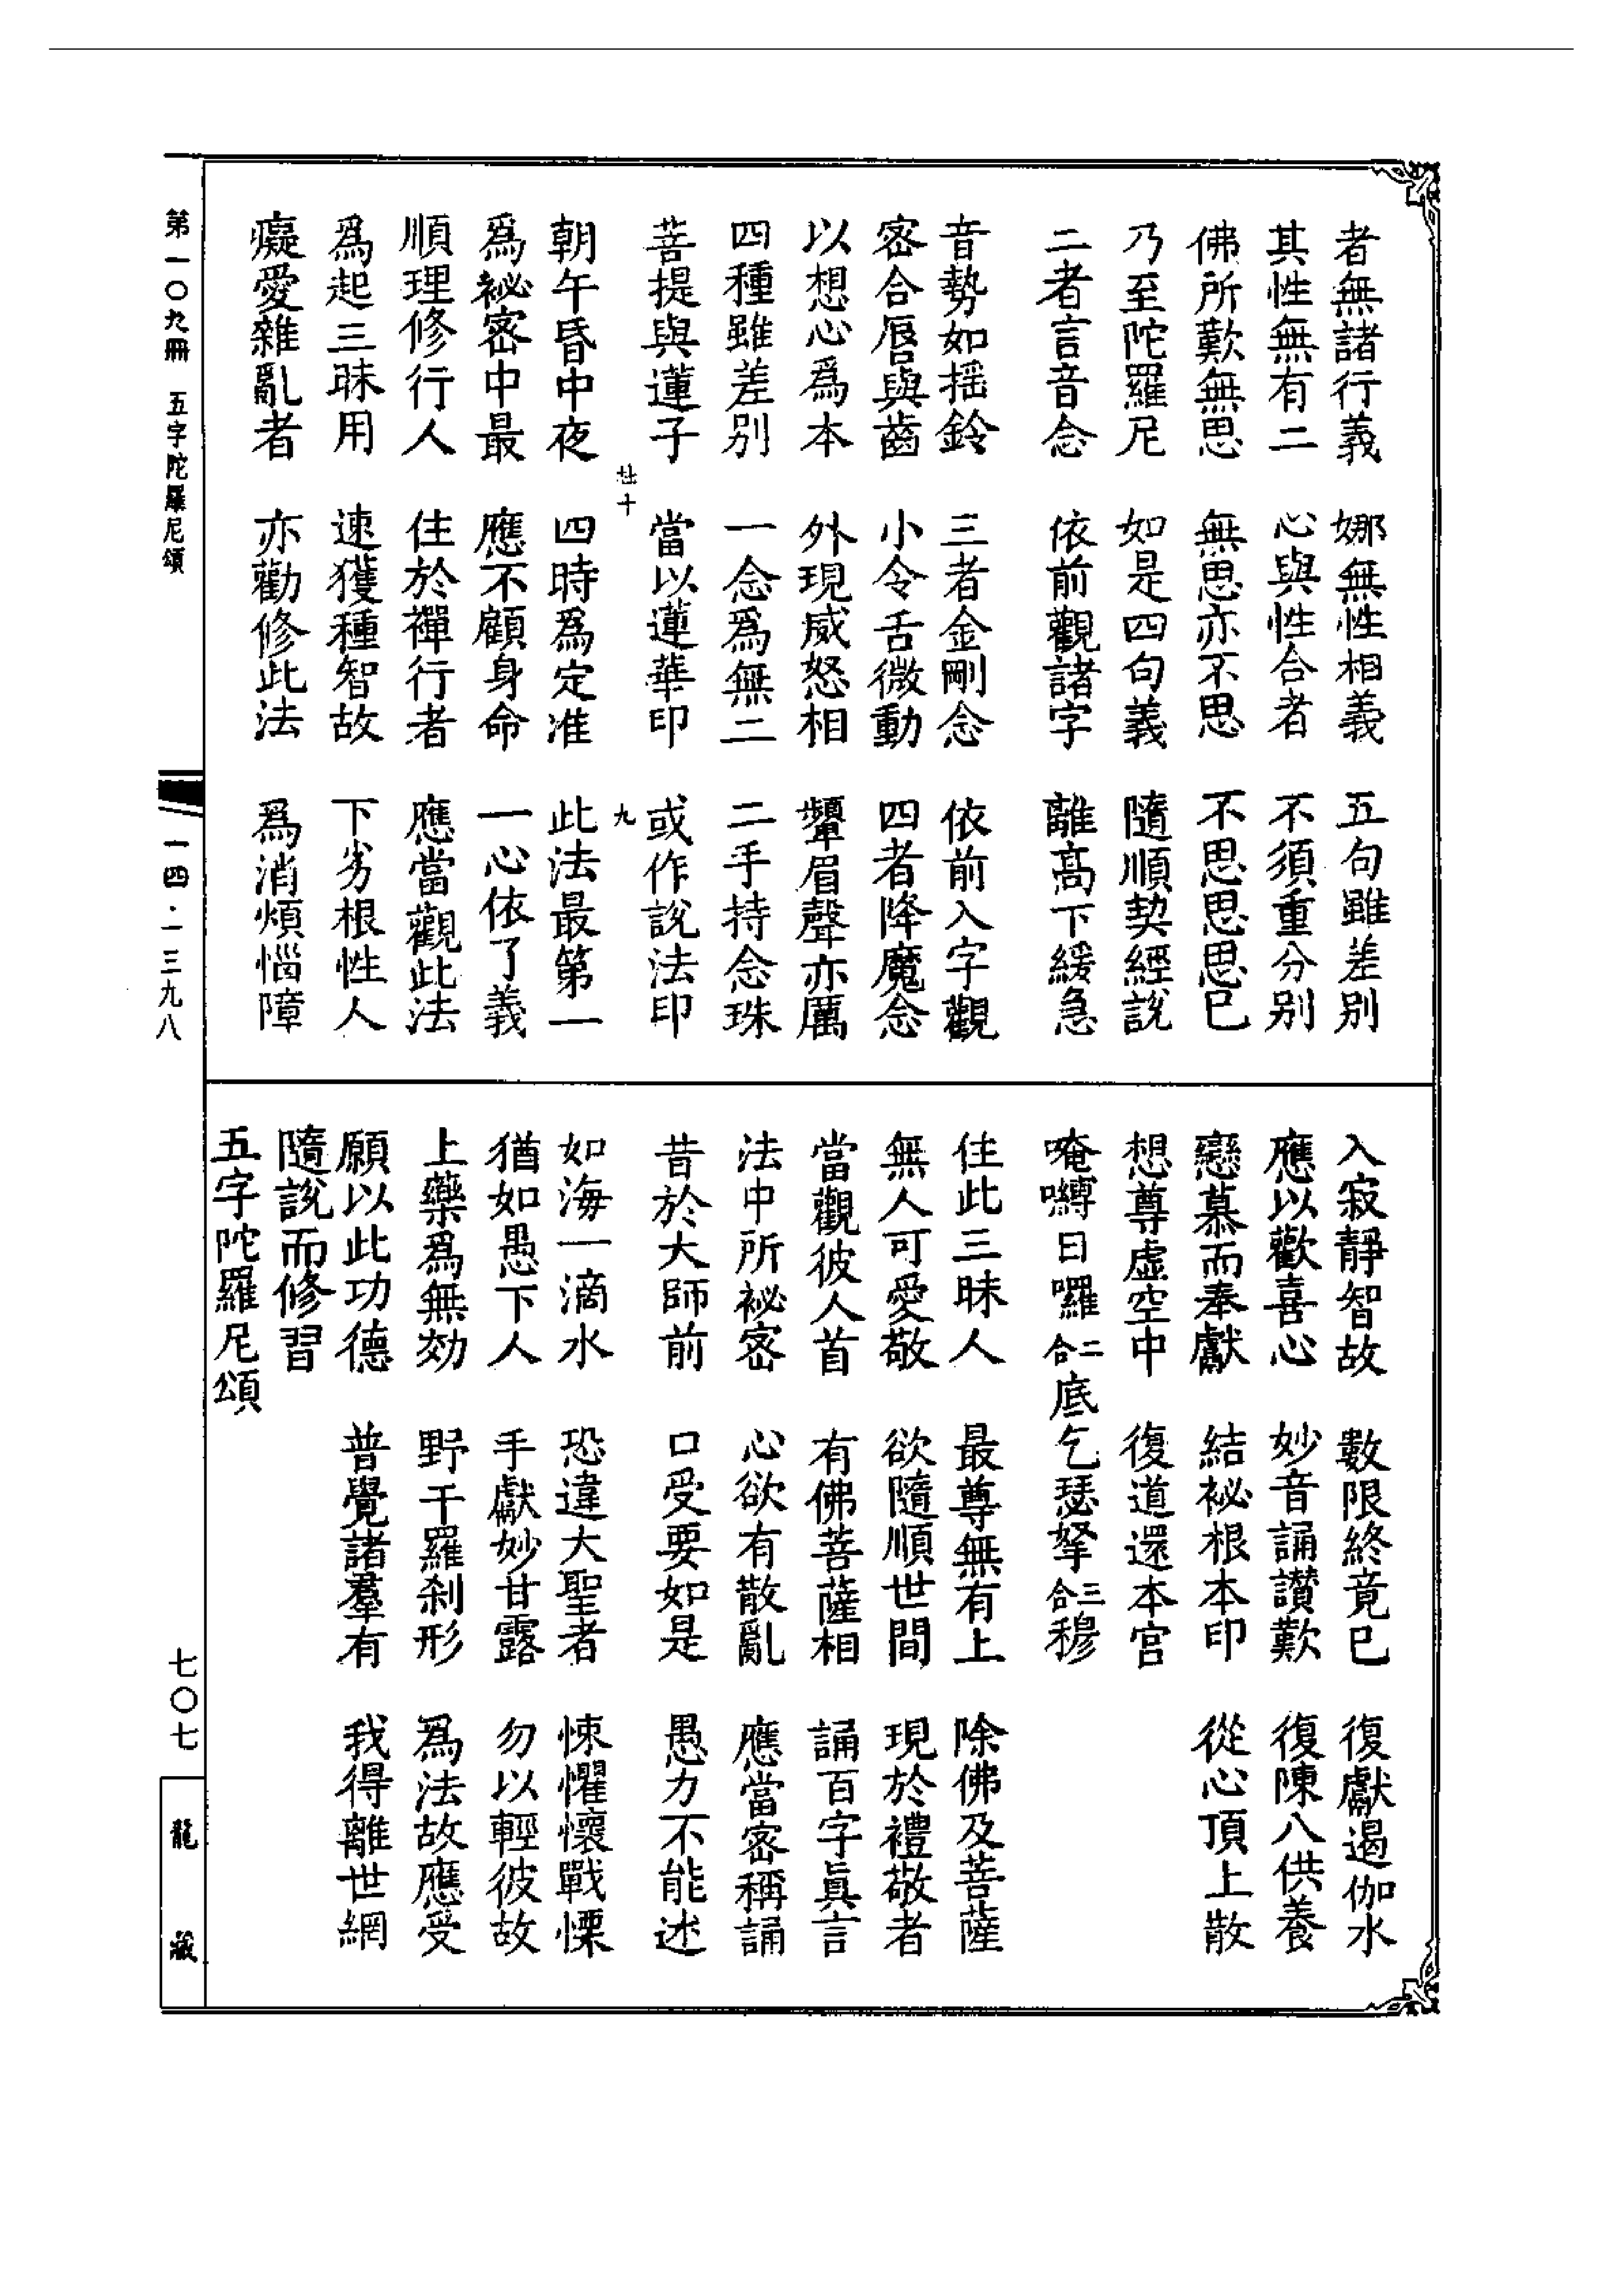 者無諸行義　娜無性相義　五句雖差別
其性無有二　心與性合者　不須重分別
佛所歎無思　無思亦不思　不思思思已
乃至陀羅尼　如是四句義　隨順契經說
二者言音念　依前觀諸字　離高下緩急
音勢如搖鈴　三者金剛念　依前入字觀
密合唇與齒　小令舌微動　四者降魔念
以想心爲本　外現威怒相　顰眉聲亦厲
四種雖差別　一念爲無二　二手持念珠
菩提與蓮子　當以蓮華印　或作說法印
十　九
朝午昏中夜　四時爲定准　此法最第一
爲祕密中最　應不顧身命　一心依了義
順理修行人　住於禪行者　應當觀此法
爲起三昧用　速獲種智故　下劣根性人
癡愛雜亂者　亦勸修此法　爲消煩惱障
入寂靜智故　數限終竟已　復獻遏伽水
應以歡喜心　妙音誦讚歎　復陳八供養
戀慕而奉獻　結祕根本印　從心頂上散
想尊虛空中　復道還本宮
唵嚩日囉二合底乞瑟拏三合穆
住此三昧人　最尊無有上　除佛及菩薩
無人可愛敬　欲隨順世間　現於禮敬者
當觀彼人首　有佛菩薩相　誦百字眞言
法中所祕密　心欲有散亂　應當密稱誦
昔於大師前　口受要如是　愚力不能述
如海一滴水　恐違大聖者　悚懼懷戰慄
猶如愚下人　手獻妙甘露　勿以輕彼故
上藥爲無効　野干羅刹形　爲法故應受
願以此功德　普覺諸羣有　我得離世網
隨說而修習
五字陀羅尼頌
第一〇九冊　五字陀羅尼頌　一四·一三九八
七〇七
龍藏